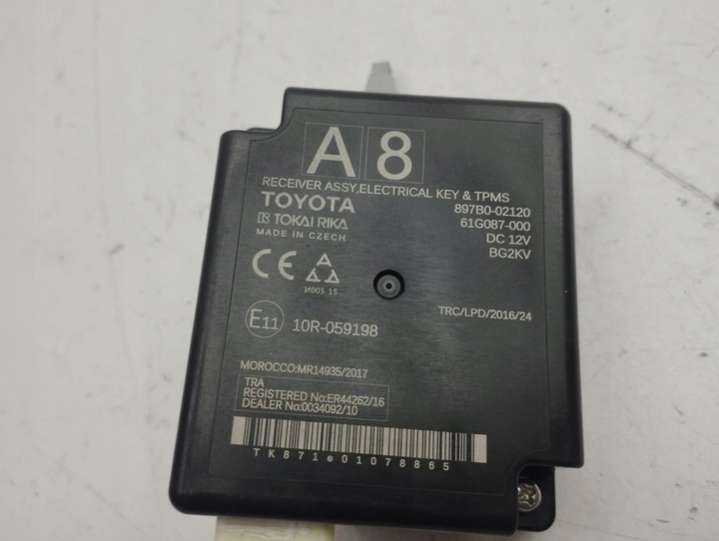 A 8
RECEIVER ASSY,ELECTRICAL KEY & TPMS
TOYOTA
897B0-02120
TOKAI RIKA
61G087-000
MADE IN CZECH
DC 12V
BG2KV
CE
И005 15
TRC/LPD/2016/24
E11 10R-059198
MOROCCO:MR14935/2017
TRA
REGISTERED No:ER44262/16
DEALER No:0034092/10
TK871e01078865